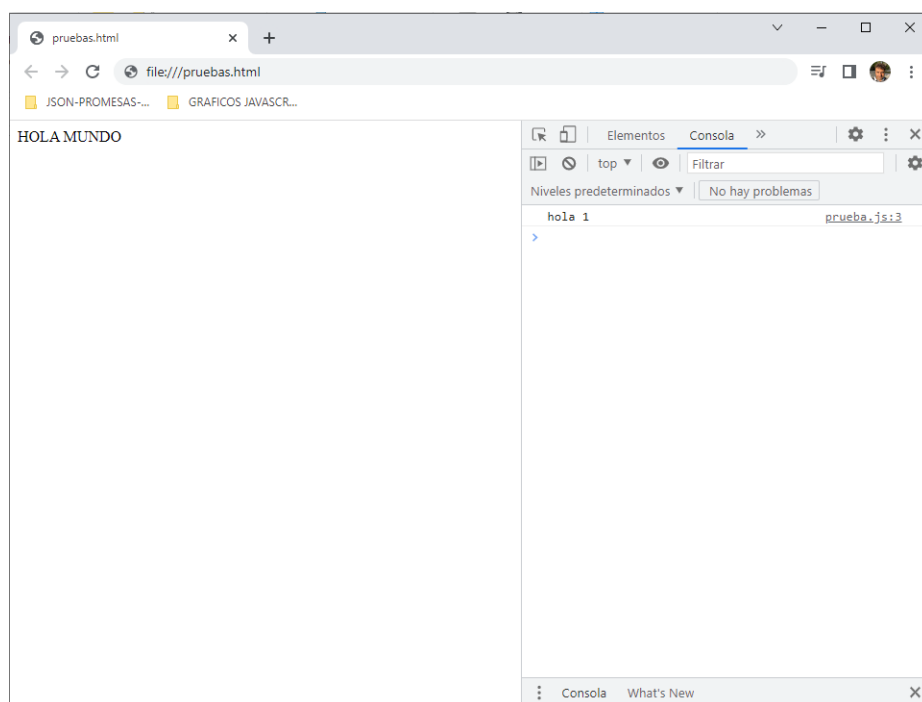 pruebas.html
file:///pruebas.html
JSON-PROMESAS-... GRAFICOS JAVASCR...
HOLA MUNDO
Elementos Consola
top Filtrar
Niveles predeterminados No hay problemas
hola 1 prueba.js:3
Consola What's New